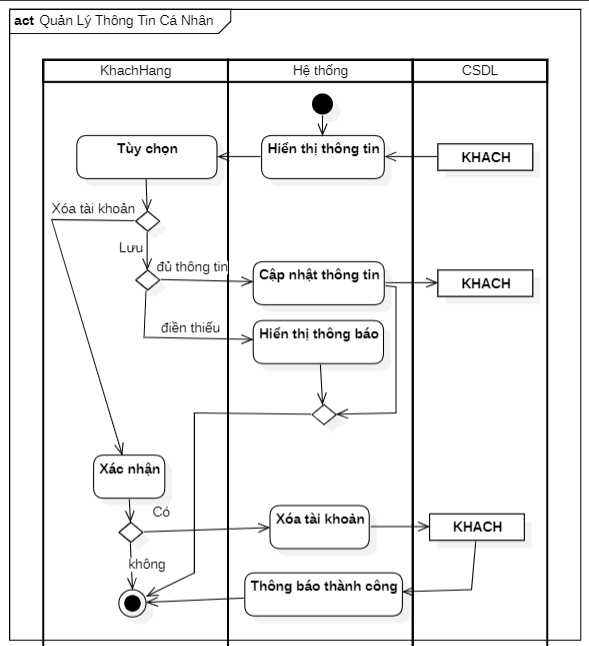 act Quản Lý Thông Tin Cá Nhân
KhachHang
Hệ thống
CSDL
Tùy chọn
Hiển thị thông tin
KHACH
Xóa tài khoản
Lưu
đủ thông tin
Cập nhật thông tin
KHACH
điền thiếu
Hiển thị thông báo
Xác nhận
Có
Xóa tài khoản
KHACH
không
Thông báo thành công